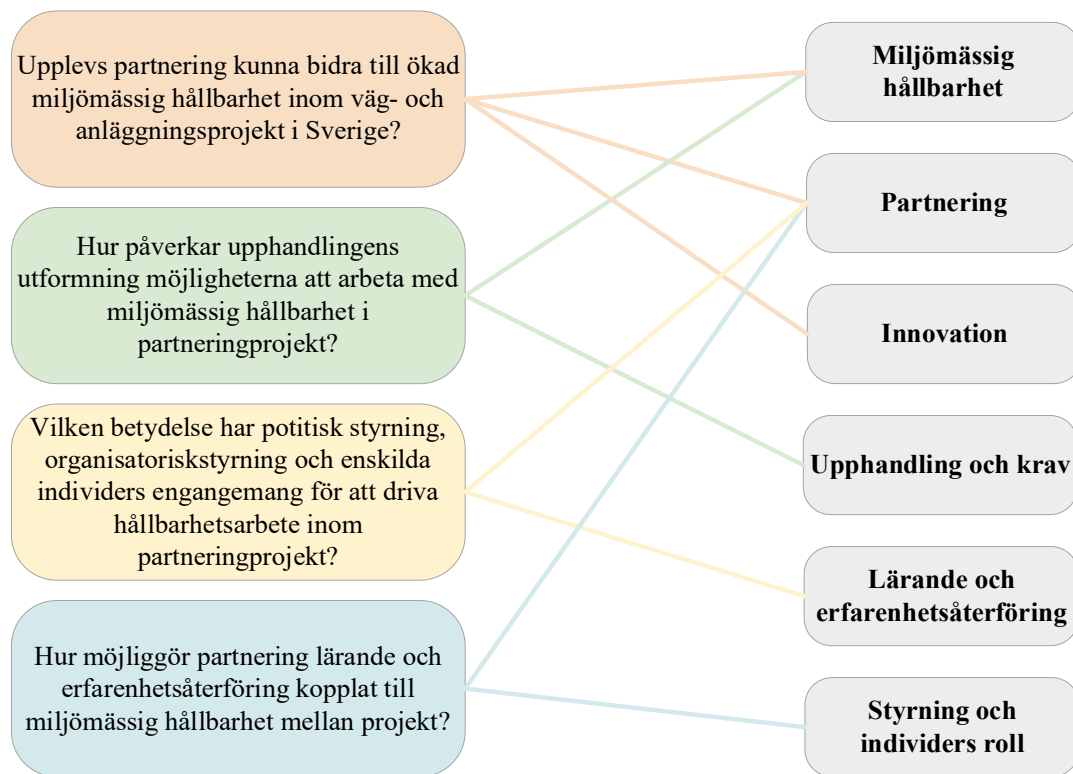 Upplevs partnering kunna bidra till ökad
miljömässig hållbarhet inom väg- och
anläggningsprojekt i Sverige?
Hur påverkar upphandlingens
utformning möjligheterna att arbeta med
miljömässig hållbarhet i
partneringprojekt?
Vilken betydelse har potitisk styrning,
organisatoriskstyrning och enskilda
individers engangemang för att driva
hållbarhetsarbete inom
partneringprojekt?
Hur möjliggör partnering lärande och
erfarenhetsåterföring kopplat till
miljömässig hållbarhet mellan projekt?
Miljömässig
hållbarhet
Partnering
Innovation
Upphandling och krav
Lärande och
erfarenhetsåterföring
Styrning och
individers roll